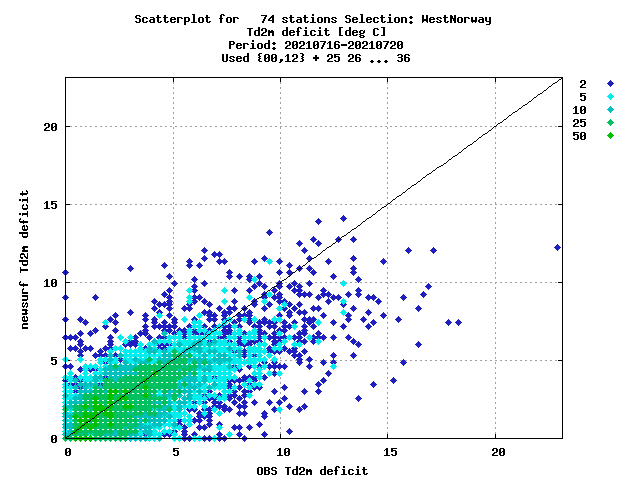 Scatterplot for   74 stations Selection: WestNorway
Td2m deficit [deg C]
Period: 20210716-20210720
Used {00,12} + 25 26 ... 36
2
5
10
25
50
20
15
10
5
0
newsurf Td2m deficit
0 5 10 15 20
OBS Td2m deficit